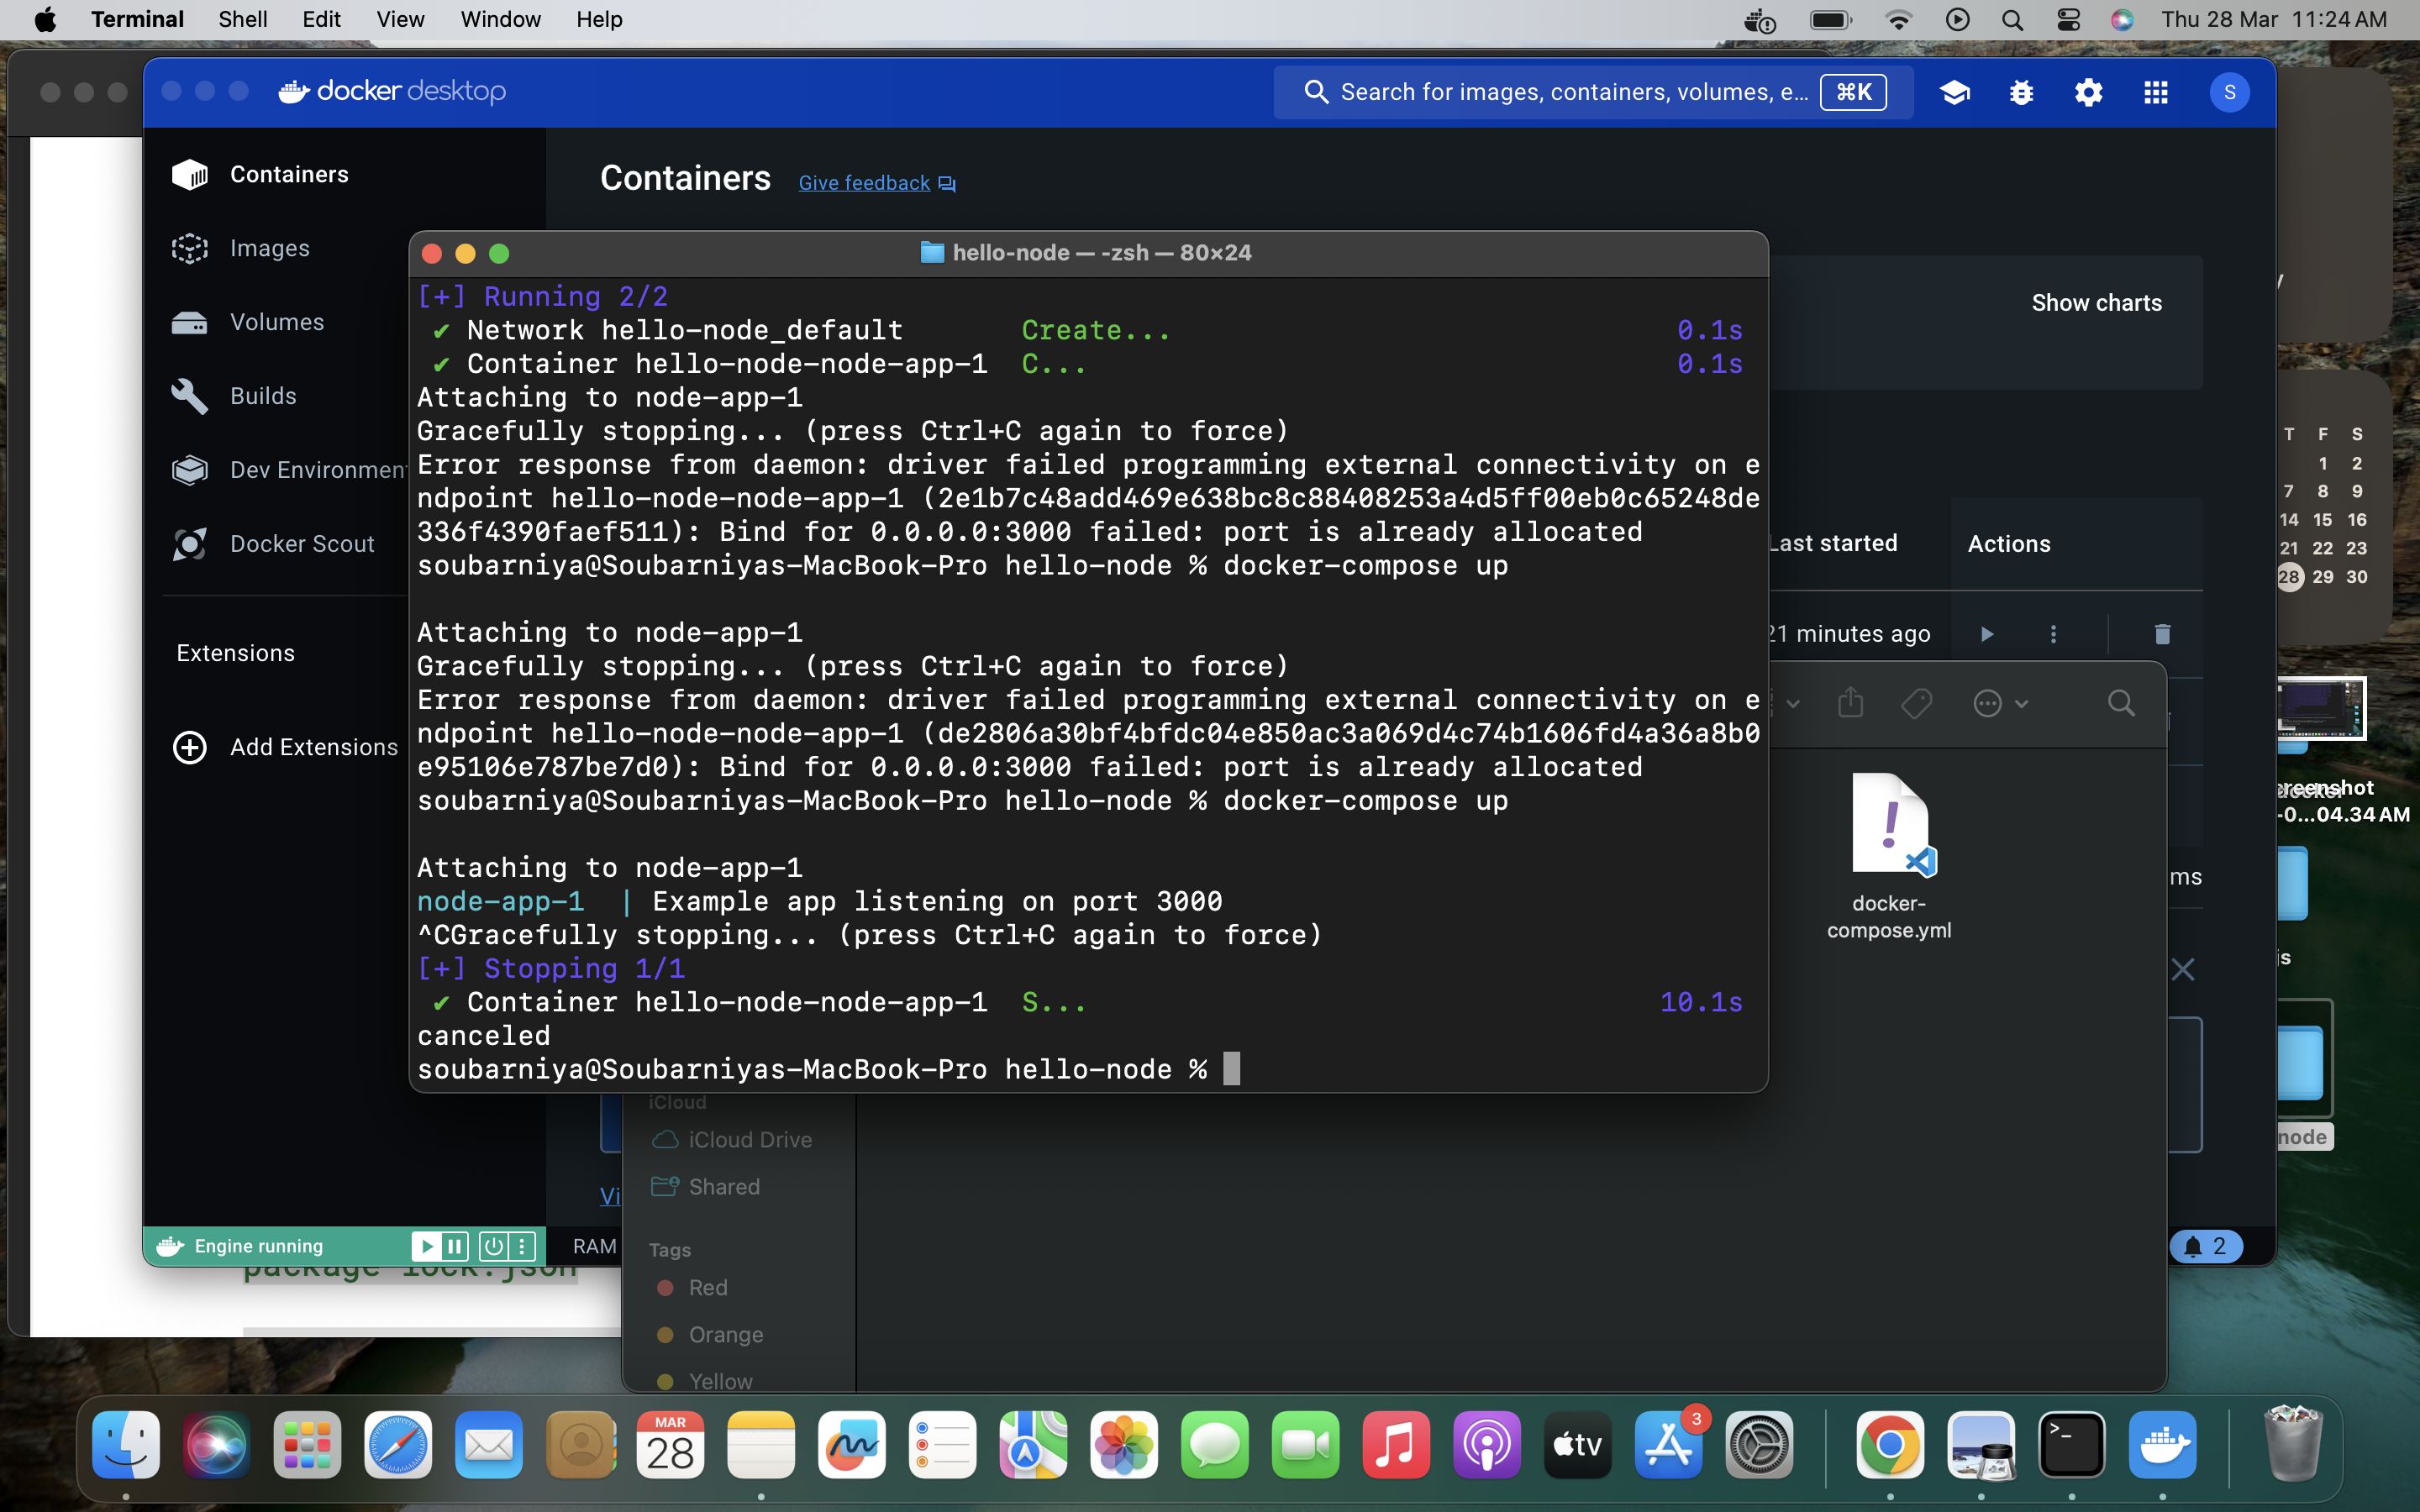 Terminal Shell Edit View Window Help
Thu 28 Mar 11:24 AM
docker desktop
Search for images, containers, volumes, e... ⌘K
S
Containers
Images
Volumes
Builds
Dev Environmen
Docker Scout
Extensions
Add Extensions
Containers Give feedback
Show charts
Last started Actions
21 minutes ago
hello-node — -zsh — 80×24
[+] Running 2/2
✔ Network hello-node_default Create... 0.1s
✔ Container hello-node-node-app-1 C... 0.1s
Attaching to node-app-1
Gracefully stopping... (press Ctrl+C again to force)
Error response from daemon: driver failed programming external connectivity on e
ndpoint hello-node-node-app-1 (2e1b7c48add469e638bc8c88408253a4d5ff00eb0c65248de
336f4390faef511): Bind for 0.0.0.0:3000 failed: port is already allocated
soubarniya@Soubarniyas-MacBook-Pro hello-node % docker-compose up
Attaching to node-app-1
Gracefully stopping... (press Ctrl+C again to force)
Error response from daemon: driver failed programming external connectivity on e
ndpoint hello-node-node-app-1 (de2806a30bf4bfdc04e850ac3a069d4c74b1606fd4a36a8b0
e95106e787be7d0): Bind for 0.0.0.0:3000 failed: port is already allocated
soubarniya@Soubarniyas-MacBook-Pro hello-node % docker-compose up
Attaching to node-app-1
node-app-1 | Example app listening on port 3000
^CGracefully stopping... (press Ctrl+C again to force)
[+] Stopping 1/1
✔ Container hello-node-node-app-1 S... 10.1s
canceled
soubarniya@Soubarniyas-MacBook-Pro hello-node %
docker-
compose.yml
ms
T F S
1 2
7 8 9
14 15 16
21 22 23
28 29 30
reenshot
-0...04.34 AM
js
node
iCloud
iCloud Drive
Shared
Tags
Red
Orange
Yellow
Vi
Engine running
RAM
2
package-lock.json
MAR
28
tv
3